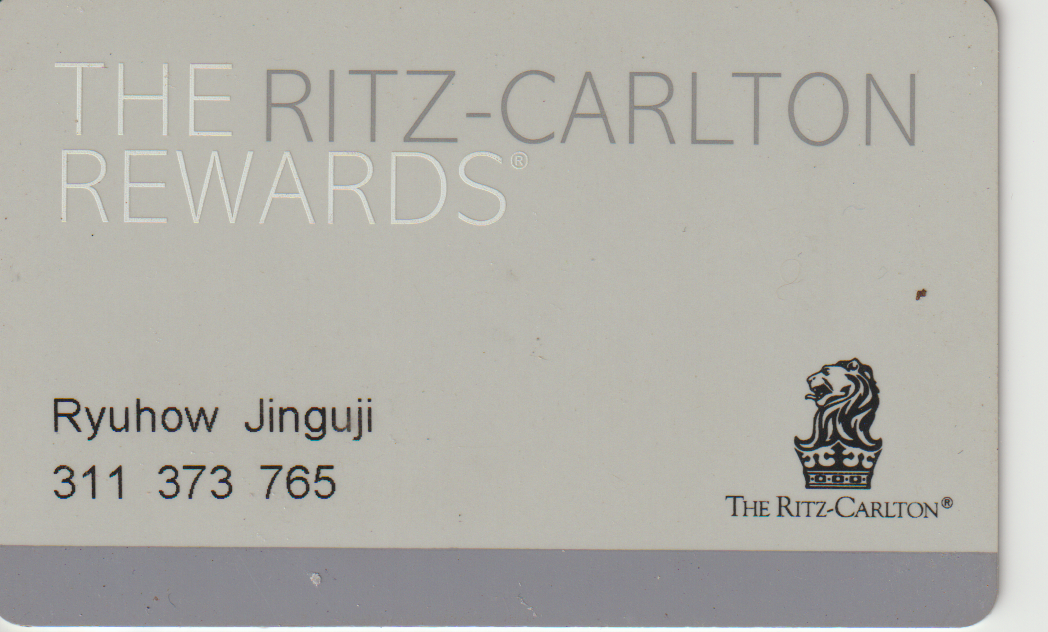 THE RITZ-CARLTON
REWARDS®
Ryuhow Jinguji
311 373 765
THE RITZ-CARLTON®